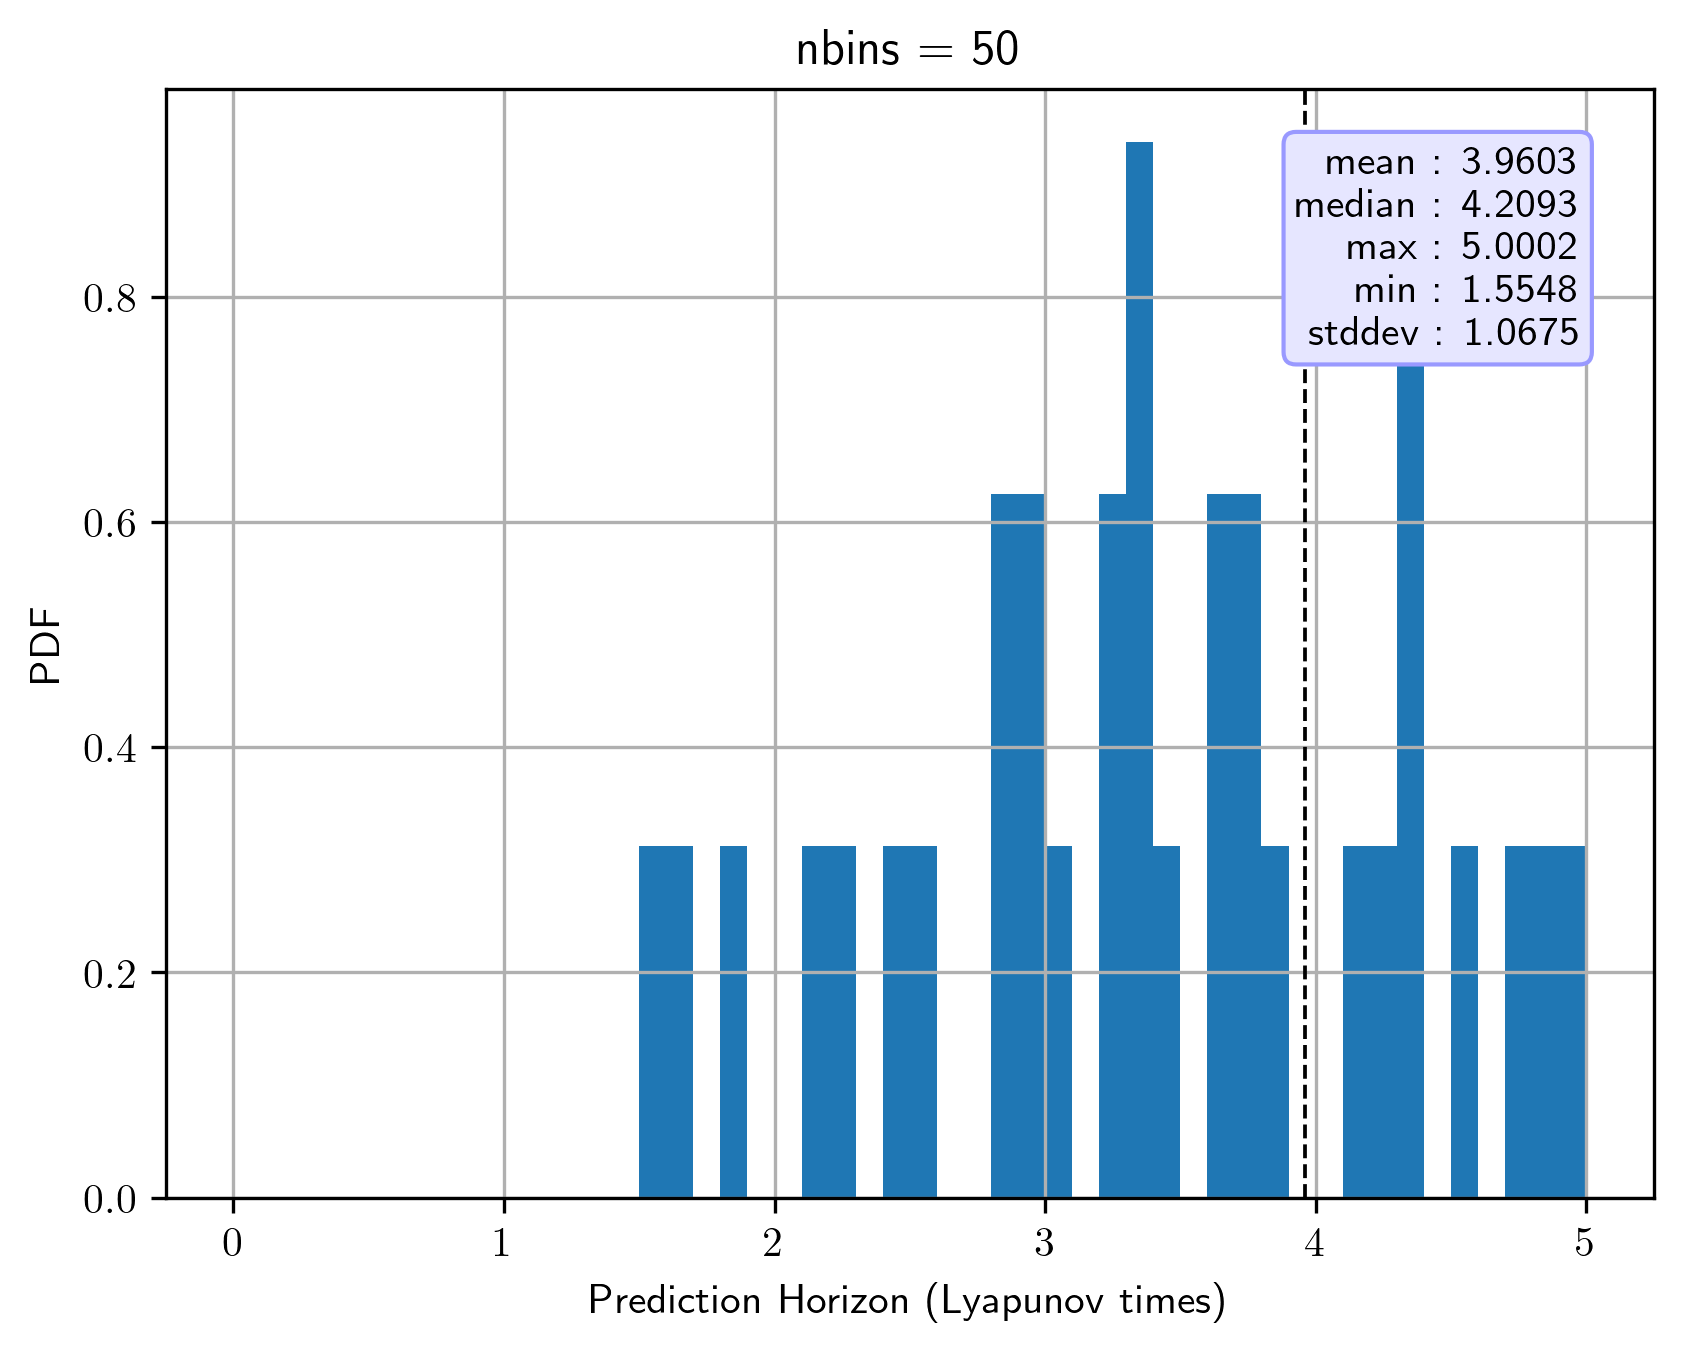 nbins = 50
mean : 3.9603
median : 4.2093
max : 5.0002
min : 1.5548
stddev : 1.0675
0.8
0.6
0.4
0.2
0.0
PDF
0 1 2 3 4 5
Prediction Horizon (Lyapunov times)